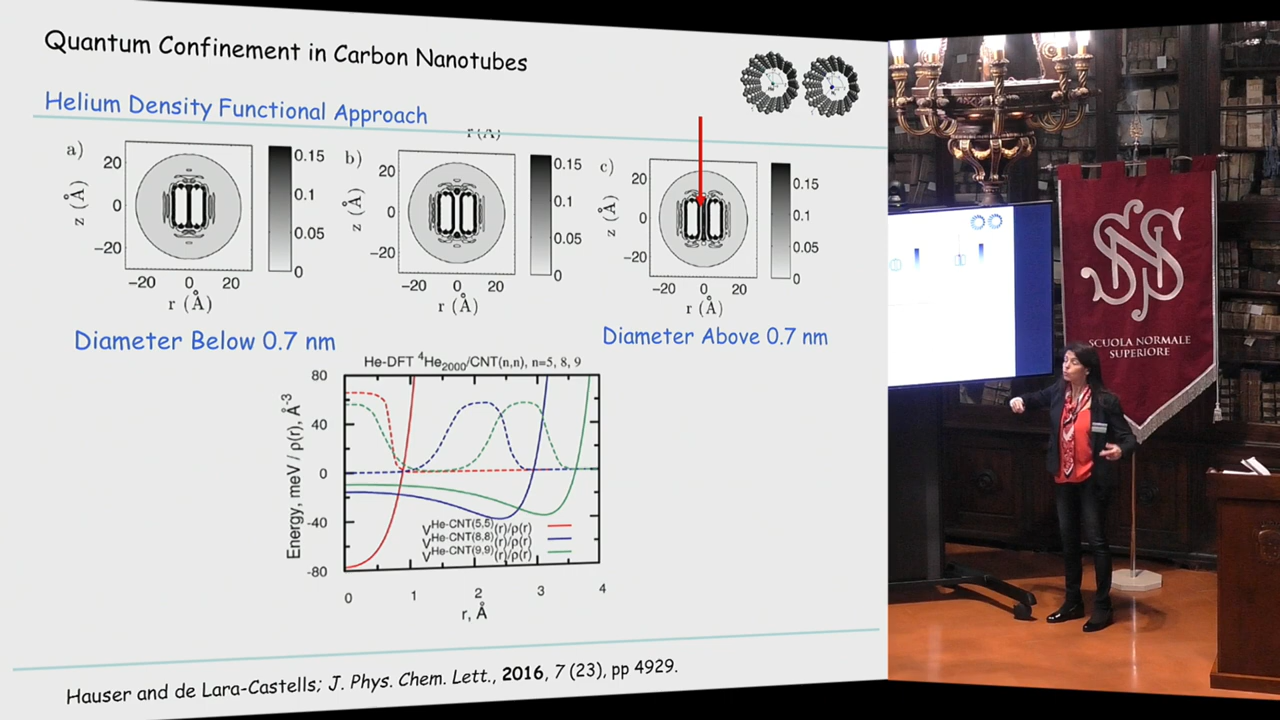 Quantum Confinement in Carbon Nanotubes
Helium Density Functional Approach
r (Å)
a)
z (Å)
20
0
−20
−20 0 20
r (Å)
0.15
0.1
0.05
0
b)
z (Å)
20
0
−20
−20 0 20
r (Å)
0.15
0.1
0.05
0
c)
z (Å)
20
0
−20
−20 0 20
r (Å)
0.15
0.1
0.05
0
Diameter Below 0.7 nm
Diameter Above 0.7 nm
He-DFT ⁴He₂₀₀₀/CNT(n,n), n=5, 8, 9
Energy, meV / ρ(r), Å⁻³
80
40
0
-40
-80
V^He-CNT(5,5)(r)/ρ(r)
V^He-CNT(8,8)(r)/ρ(r)
V^He-CNT(9,9)(r)/ρ(r)
0 1 2 3 4
r, Å
Hauser and de Lara-Castells; J. Phys. Chem. Lett., 2016, 7 (23), pp 4929.
SNS
SCUOLA NORMALE
SUPERIORE